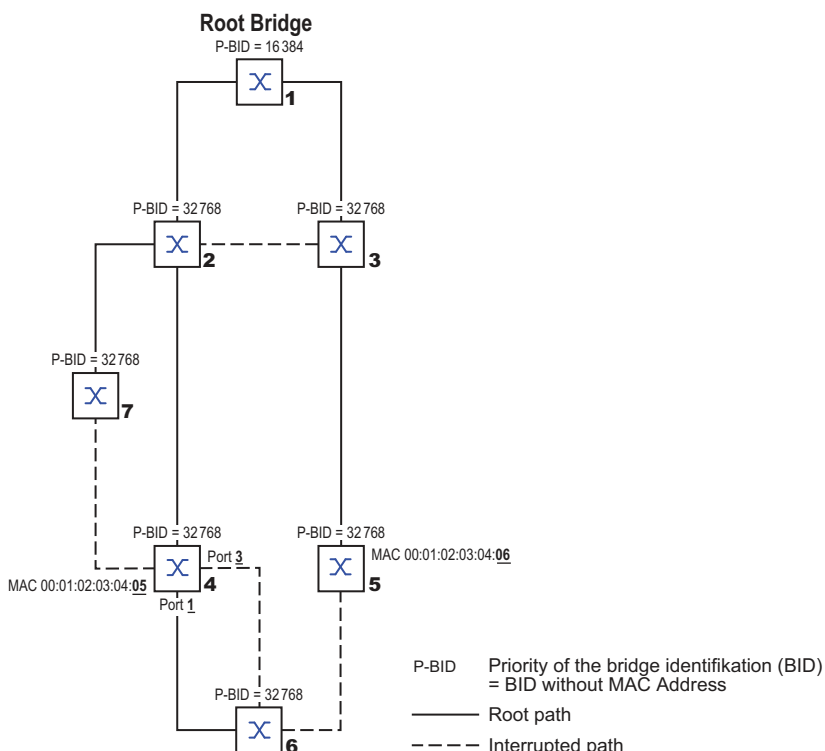 Root Bridge
P-BID = 16 384
1
P-BID = 32 768
P-BID = 32 768
2
3
P-BID = 32 768
7
P-BID = 32 768
P-BID = 32 768
Port 3
MAC 00:01:02:03:04:06
4
5
MAC 00:01:02:03:04:05
Port 1
P-BID Priority of the bridge identifikation (BID)
= BID without MAC Address
P-BID = 32 768
Root path
6
Interrupted path